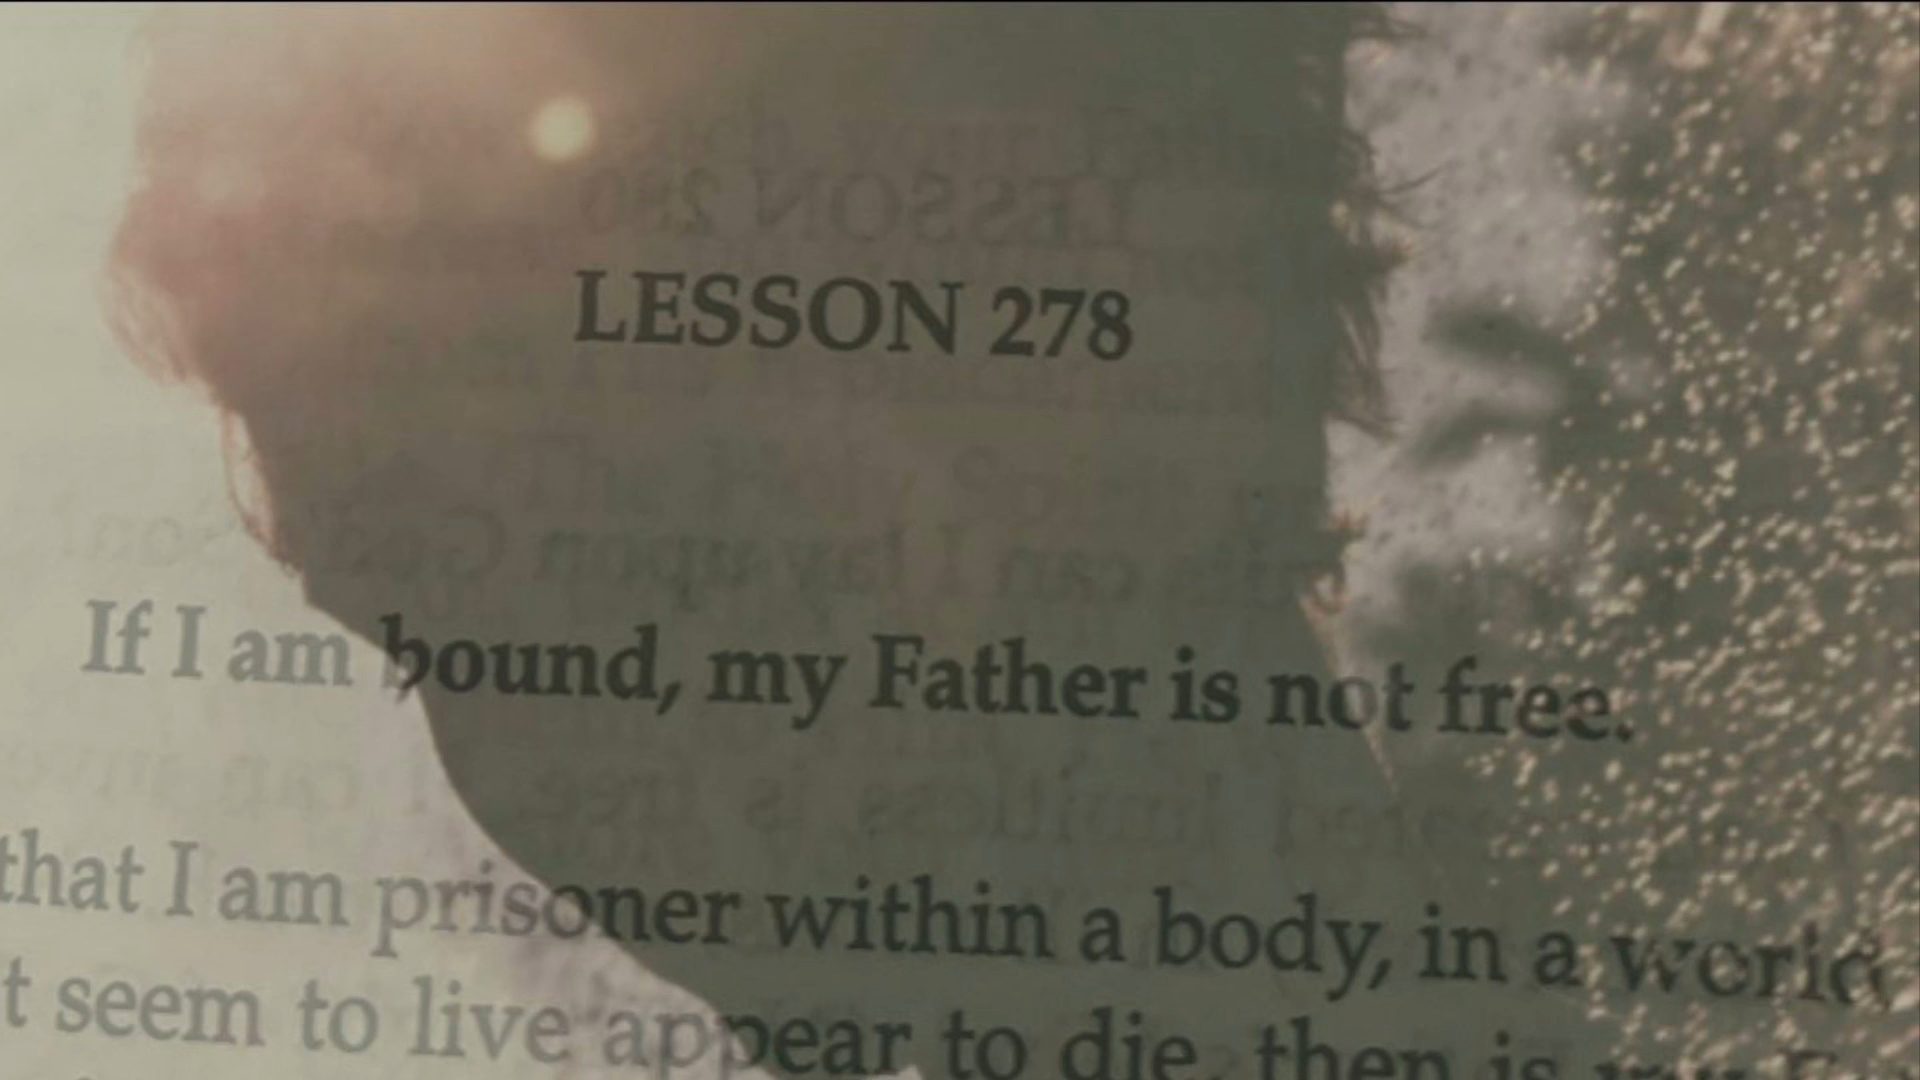 LESSON 278
If I am bound, my Father is not free.
that I am prisoner within a body, in a world
t seem to live appear to die, then is